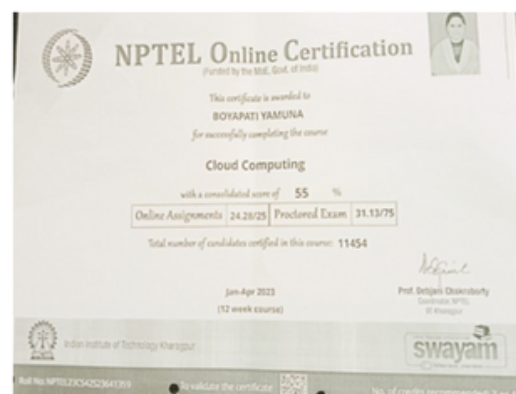 NPTEL Online Certification
(Funded by the MoE, Govt. of India)
This certificate is awarded to
BOYAPATI YAMUNA
for successfully completing the course
Cloud Computing
with a consolidated score of 55 %
Online Assignments 24.28/25 Proctored Exam 31.13/75
Total number of candidates certified in this course: 11454
Jan-Apr 2023
(12 week course)
Prof. Debjani Chakraborty
Coordinator, NPTEL
IIT Kharagpur
Indian Institute of Technology Kharagpur
swayam
Roll No: NPTEL23CS42S23641359
To validate the certificate
No. of credits recommended: